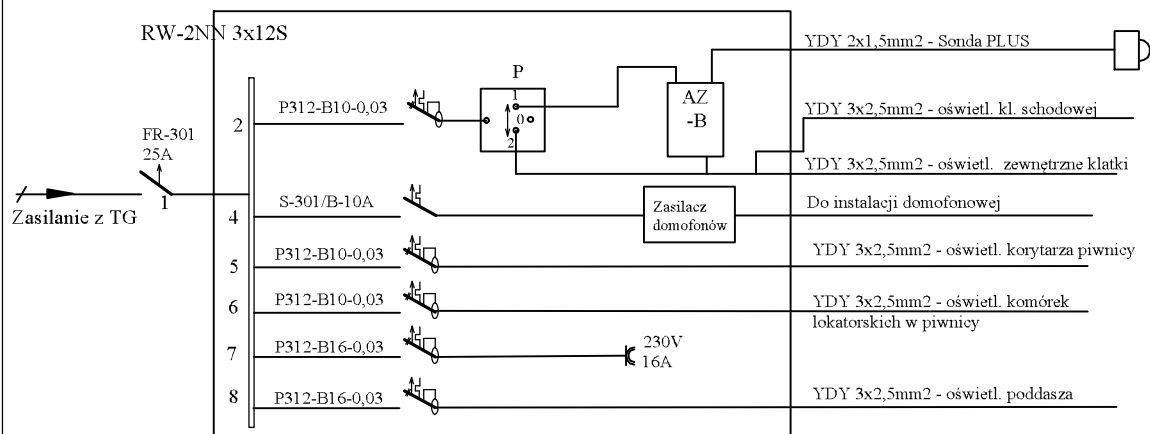 RW-2NN 3x12S
YDY 2x1,5mm2 - Sonda PLUS
P
1
0
2
AZ
-B
2
P312-B10-0,03
YDY 3x2,5mm2 - oświetl. kl. schodowej
FR-301
25A
1
YDY 3x2,5mm2 - oświetl. zewnętrzne klatki
Zasilanie z TG
4
S-301/B-10A
Zasilacz
domofonów
Do instalacji domofonowej
5
P312-B10-0,03
YDY 3x2,5mm2 - oświetl. korytarza piwnicy
6
P312-B10-0,03
YDY 3x2,5mm2 - oświetl. komórek
lokatorskich w piwnicy
7
P312-B16-0,03
230V
16A
8
P312-B16-0,03
YDY 3x2,5mm2 - oświetl. poddasza